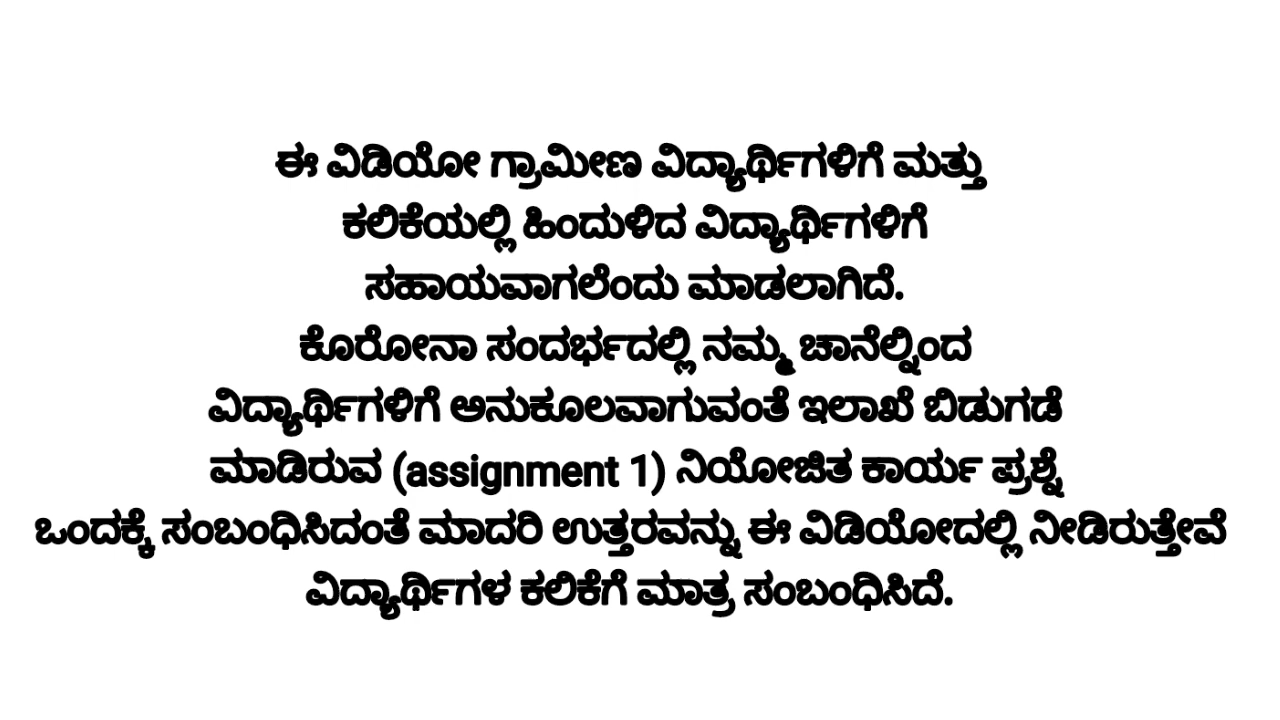 ಈ ವಿಡಿಯೋ ಗ್ರಾಮೀಣ ವಿದ್ಯಾರ್ಥಿಗಳಿಗೆ ಮತ್ತು
ಕಲಿಕೆಯಲ್ಲಿ ಹಿಂದುಳಿದ ವಿದ್ಯಾರ್ಥಿಗಳಿಗೆ
ಸಹಾಯವಾಗಲೆಂದು ಮಾಡಲಾಗಿದೆ.
ಕೊರೋನಾ ಸಂದರ್ಭದಲ್ಲಿ ನಮ್ಮ ಚಾನೆಲ್ನಿಂದ
ವಿದ್ಯಾರ್ಥಿಗಳಿಗೆ ಅನುಕೂಲವಾಗುವಂತೆ ಇಲಾಖೆ ಬಿಡುಗಡೆ
ಮಾಡಿರುವ (assignment 1) ನಿಯೋಜಿತ ಕಾರ್ಯ ಪ್ರಶ್ನೆ
ಒಂದಕ್ಕೆ ಸಂಬಂಧಿಸಿದಂತೆ ಮಾದರಿ ಉತ್ತರವನ್ನು ಈ ವಿಡಿಯೋದಲ್ಲಿ ನೀಡಿರುತ್ತೇವೆ
ವಿದ್ಯಾರ್ಥಿಗಳ ಕಲಿಕೆಗೆ ಮಾತ್ರ ಸಂಬಂಧಿಸಿದೆ.